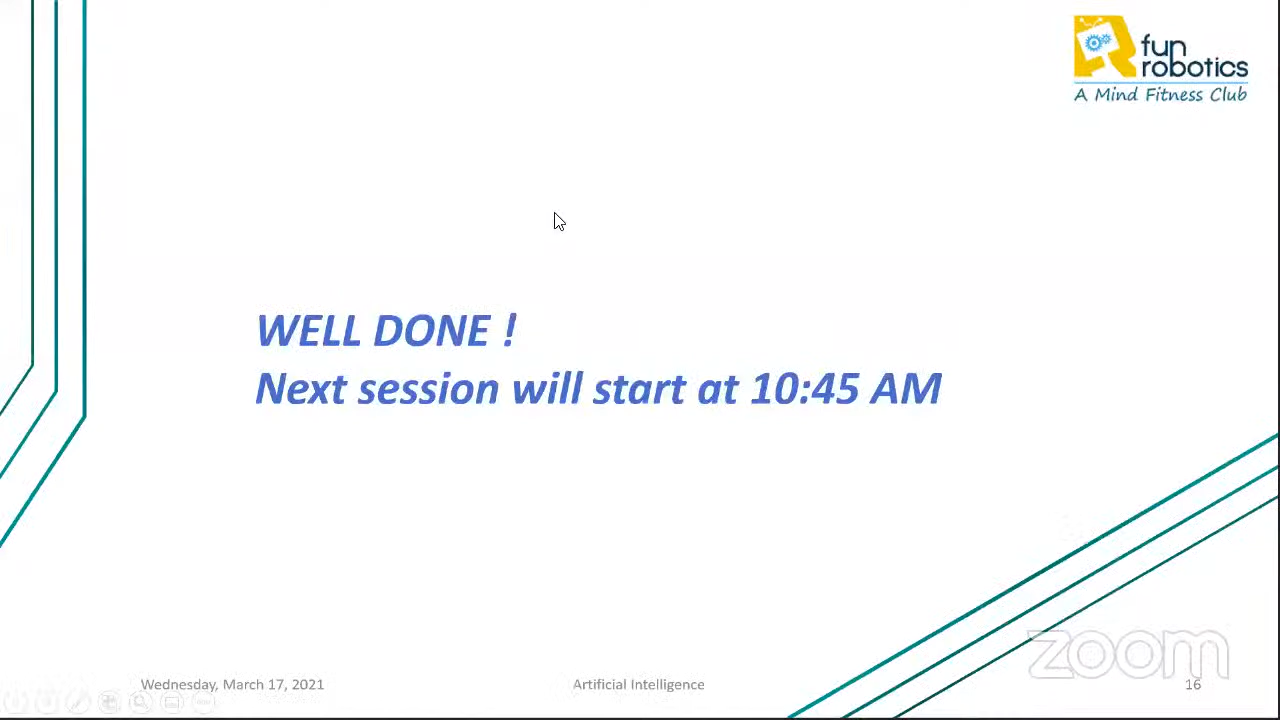 fun
robotics
A Mind Fitness Club
WELL DONE !
Next session will start at 10:45 AM
zoom
Wednesday, March 17, 2021
Artificial Intelligence
16